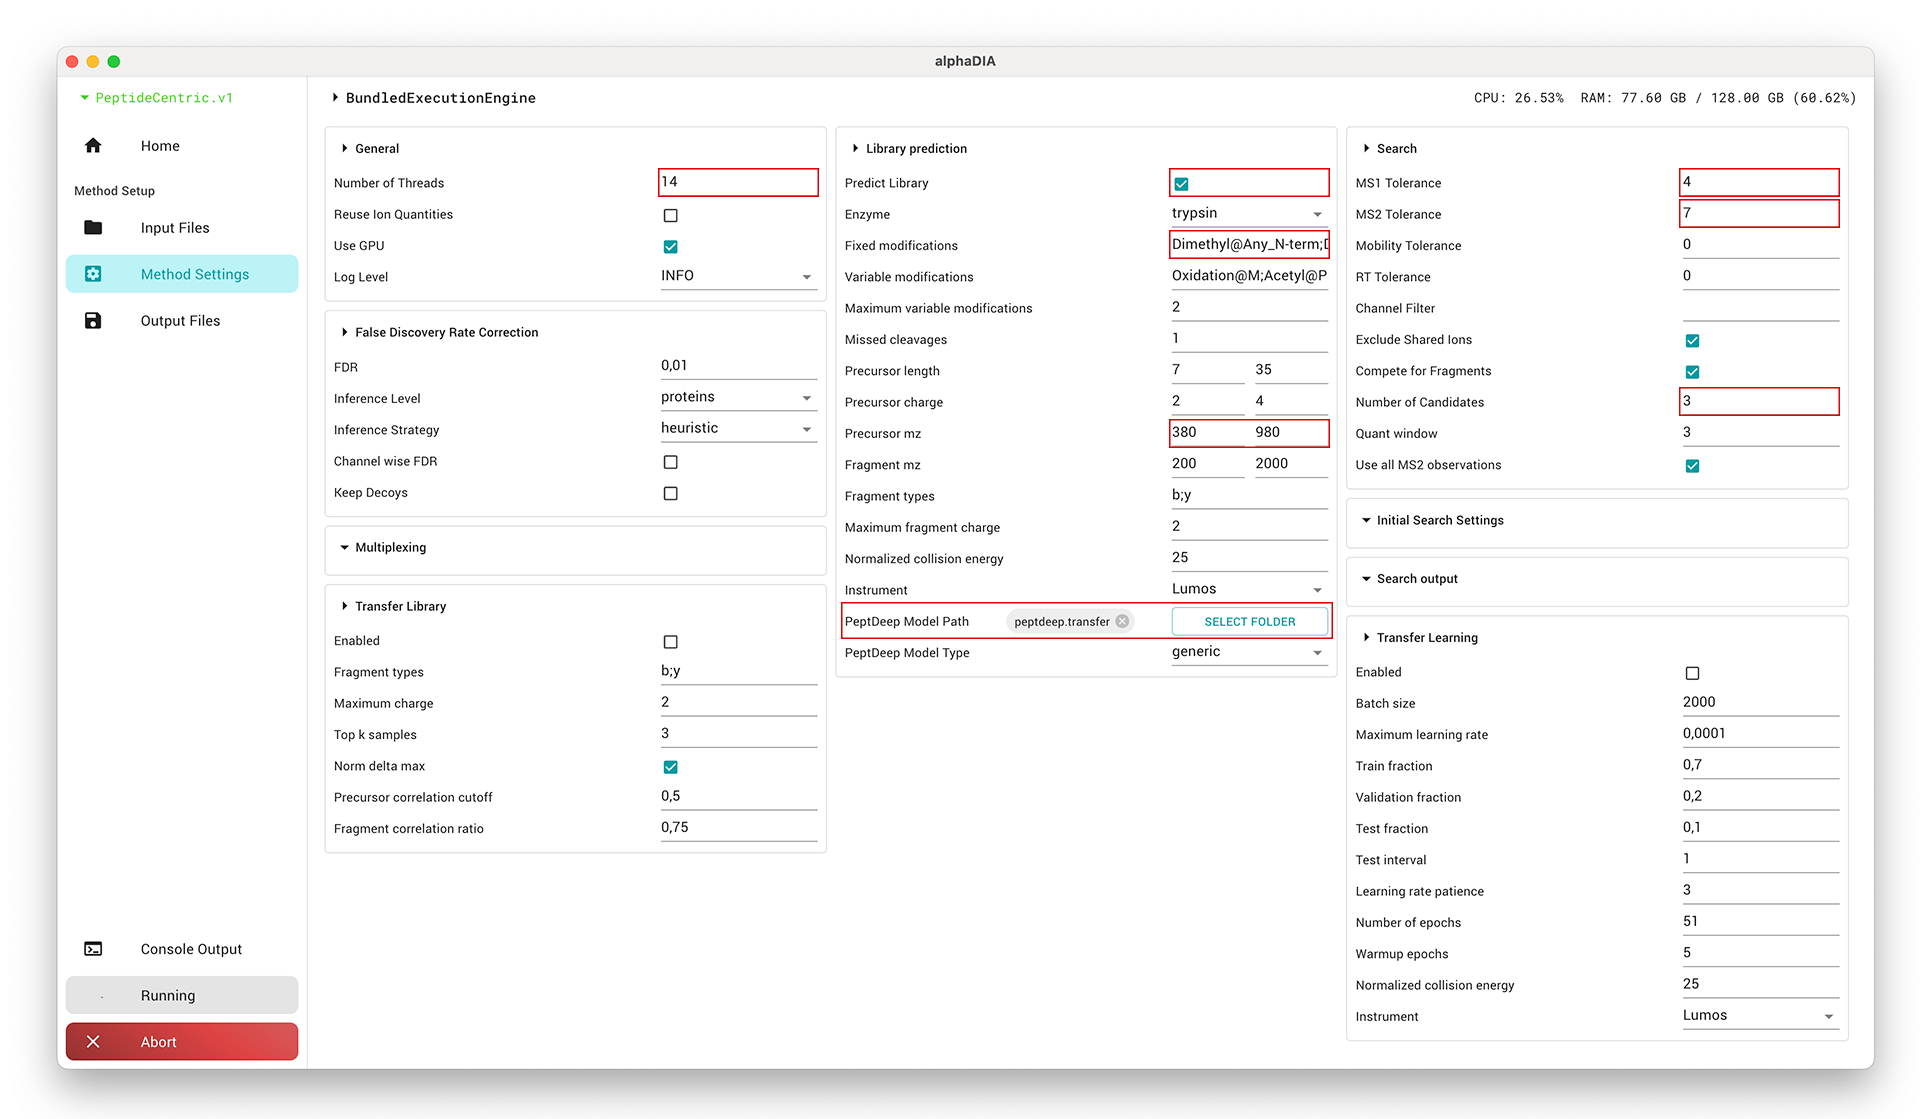 alphaDIA
PeptideCentric.v1
Home
Method Setup
Input Files
Method Settings
Output Files
Console Output
Running
Abort
BundledExecutionEngine
CPU: 26.53% RAM: 77.60 GB / 128.00 GB (60.62%)
General
Number of Threads 14
Reuse Ion Quantities
Use GPU
Log Level INFO
False Discovery Rate Correction
FDR 0,01
Inference Level proteins
Inference Strategy heuristic
Channel wise FDR
Keep Decoys
Multiplexing
Transfer Library
Enabled
Fragment types b;y
Maximum charge 2
Top k samples 3
Norm delta max
Precursor correlation cutoff 0,5
Fragment correlation ratio 0,75
Library prediction
Predict Library
Enzyme trypsin
Fixed modifications Dimethyl@Any_N-term;D
Variable modifications Oxidation@M;Acetyl@P
Maximum variable modifications 2
Missed cleavages 1
Precursor length 7 35
Precursor charge 2 4
Precursor mz 380 980
Fragment mz 200 2000
Fragment types b;y
Maximum fragment charge 2
Normalized collision energy 25
Instrument Lumos
PeptDeep Model Path peptdeep.transfer SELECT FOLDER
PeptDeep Model Type generic
Search
MS1 Tolerance 4
MS2 Tolerance 7
Mobility Tolerance 0
RT Tolerance 0
Channel Filter
Exclude Shared Ions
Compete for Fragments
Number of Candidates 3
Quant window 3
Use all MS2 observations
Initial Search Settings
Search output
Transfer Learning
Enabled
Batch size 2000
Maximum learning rate 0,0001
Train fraction 0,7
Validation fraction 0,2
Test fraction 0,1
Test interval 1
Learning rate patience 3
Number of epochs 51
Warmup epochs 5
Normalized collision energy 25
Instrument Lumos